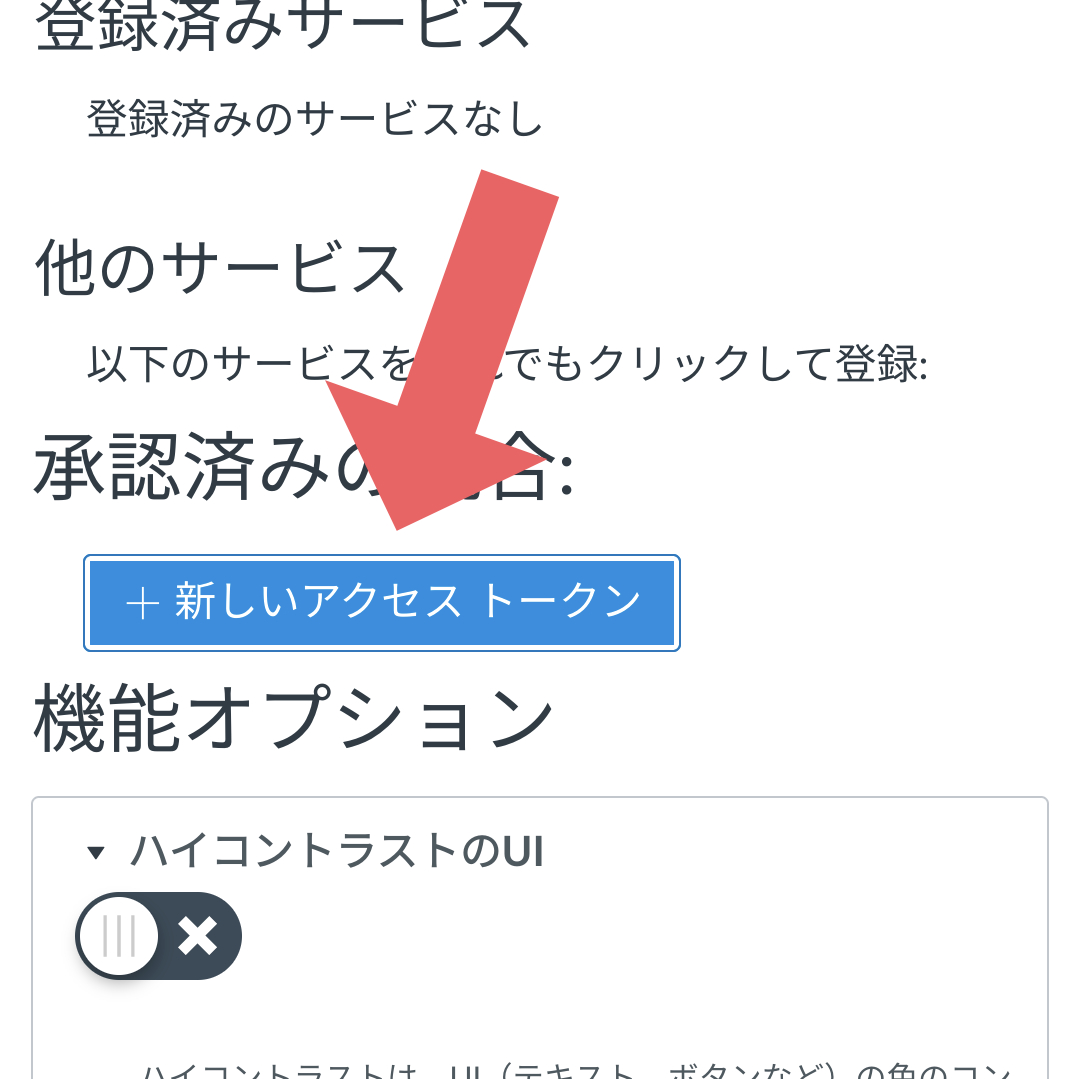 登録済みサービス
登録済みのサービスなし
他のサービス
以下のサービスを でもクリックして登録:
承認済みの 合:
＋ 新しいアクセス トークン
機能オプション
▼ ハイコントラストのUI
ハイコントラストは、UI（テキスト、ボタンなど）の色のコン